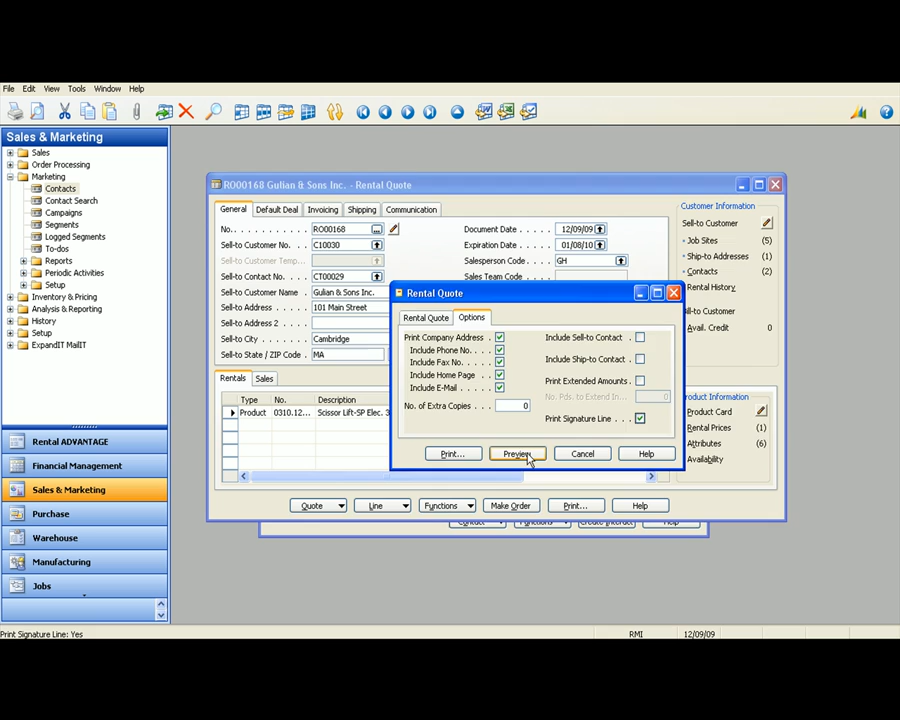 File Edit View Tools Window Help
Sales & Marketing
Sales
Order Processing
Marketing
Contacts
Contact Search
Campaigns
Segments
Logged Segments
To-dos
Reports
Periodic Activities
Setup
Inventory & Pricing
Analysis & Reporting
History
Setup
ExpandIT MailIT
Rental ADVANTAGE
Financial Management
Sales & Marketing
Purchase
Warehouse
Manufacturing
Jobs
RO00168 Gulian & Sons Inc. - Rental Quote
General Default Deal Invoicing Shipping Communication
No. . . . . . . . . . . . RO00168
Sell-to Customer No. . . C10030
Sell-to Customer Temp...
Sell-to Contact No. . . . CT00029
Sell-to Customer Name . Gulian & Sons Inc.
Sell-to Address . . . . . 101 Main Street
Sell-to Address 2 . . . .
Sell-to City . . . . . . . Cambridge
Sell-to State / ZIP Code . MA
Document Date . . . . 12/09/09
Expiration Date . . . . 01/08/10
Salesperson Code . . . GH
Sales Team Code
Customer Information
Sell-to Customer
Job Sites (5)
Ship-to Addresses (1)
Contacts (2)
Rental History
ill-to Customer
Avail. Credit 0
roduct Information
Product Card
Rental Prices (1)
Attributes (6)
Availability
Rentals Sales
Type No. Description
Product 0310.12... Scissor Lift-SP Elec. 3
Quote Line Functions Make Order Print... Help
Rental Quote
Rental Quote Options
Print Company Address .
Include Phone No. . . .
Include Fax No. . . . .
Include Home Page . .
Include E-Mail . . . . .
No. of Extra Copies . . . . 0
Include Sell-to Contact .
Include Ship-to Contact .
Print Extended Amounts .
No. Pds. to Extend In... 0
Print Signature Line . . .
Print... Preview Cancel Help
Contact Functions Create Interact Help
Print Signature Line: Yes RMI 12/09/09